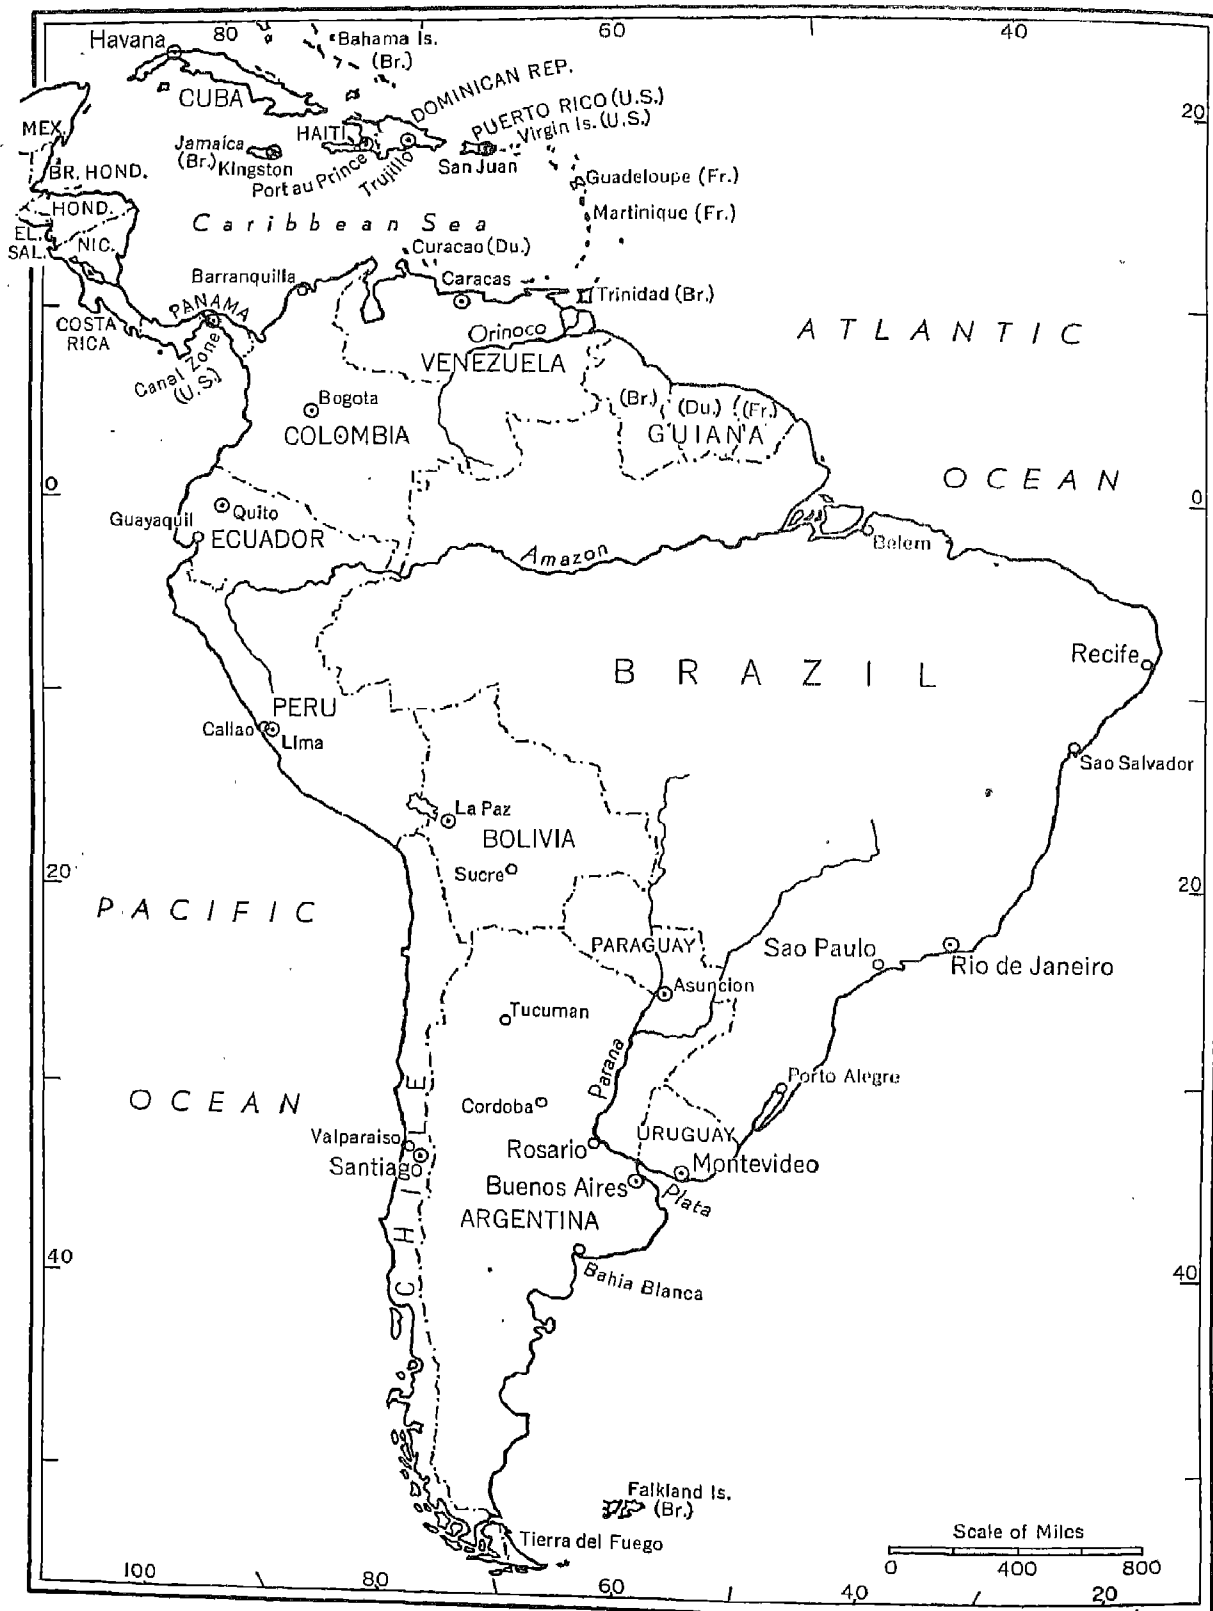 80
60
40
Havana
Bahama Is.
(Br.)
CUBA
DOMINICAN REP.
20
MEX.
HAITI
PUERTO RICO (U.S.)
Virgin Is. (U.S.)
Jamaica
(Br.)
Kingston
Port au Prince
Trujillo
San Juan
BR. HOND.
Guadeloupe (Fr.)
HOND.
Martinique (Fr.)
Caribbean Sea
EL.
SAL.
NIC.
Curacao (Du.)
Barranquilla
Caracas
Trinidad (Br.)
PANAMA
COSTA
RICA
Orinoco
ATLANTIC
Canal Zone
(U.S.)
VENEZUELA
Bogota
(Br.)
(Du.)
(Fr.)
COLOMBIA
GUIANA
OCEAN
0
0
Guayaquil
Quito
ECUADOR
Amazon
Belem
Recife
BRAZIL
PERU
Callao
Lima
Sao Salvador
La Paz
BOLIVIA
Sucre
20
20
PACIFIC
PARAGUAY
Sao Paulo
Rio de Janeiro
Asuncion
Tucuman
Parana
OCEAN
Porto Alegre
Cordoba
Valparaiso
URUGUAY
Rosario
Santiago
Montevideo
Buenos Aires
Plata
CHILE
ARGENTINA
40
40
Bahia Blanca
Falkland Is.
(Br.)
Tierra del Fuego
Scale of Miles
0 400 800
100
80
60
40
20